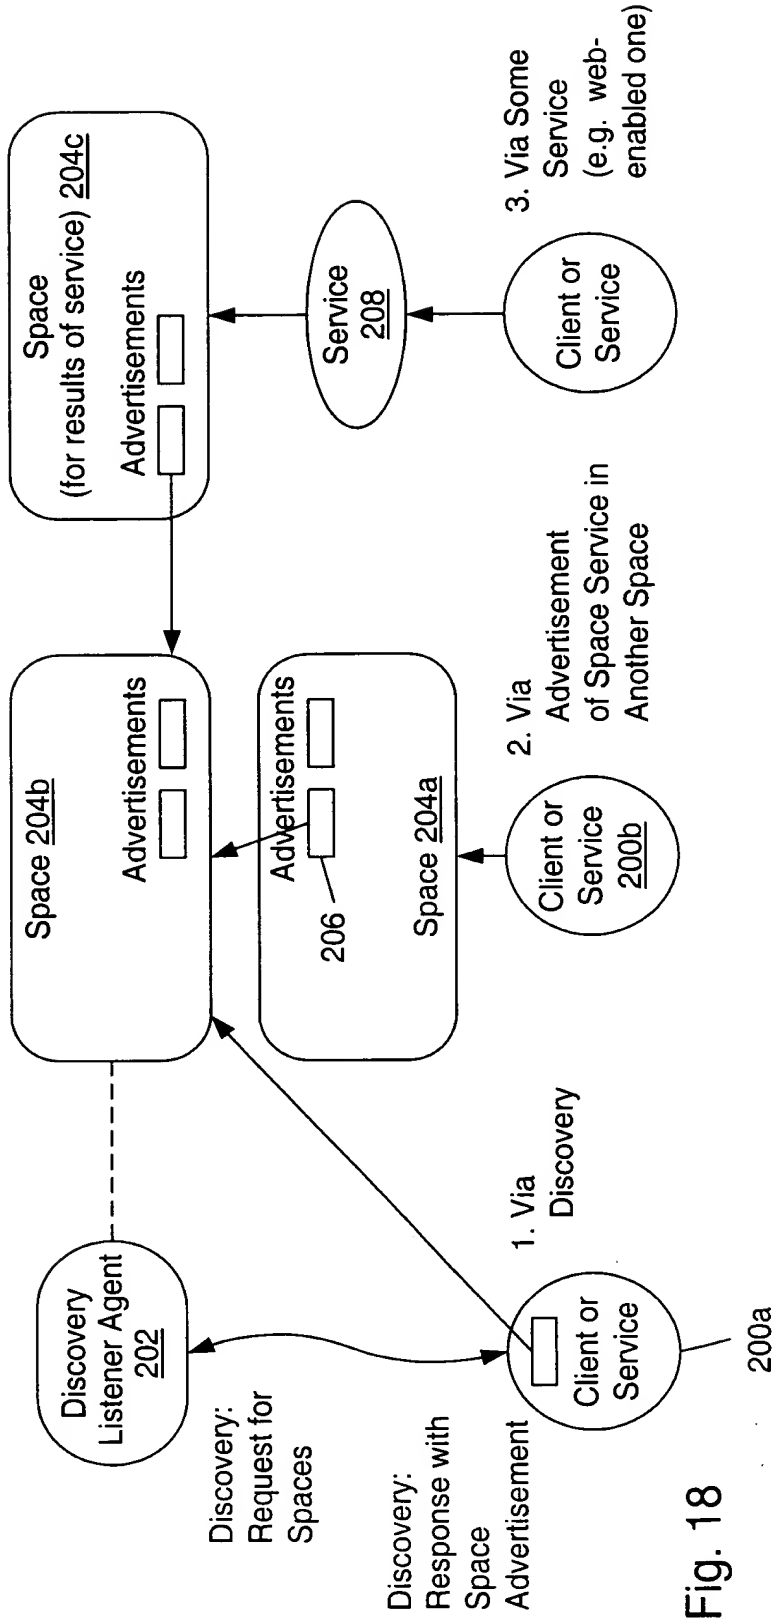 Discovery
Listener Agent
202
Discovery:
Request for
Spaces
Discovery:
Response with
Space
Advertisement
Client or
Service
200a
1. Via
Discovery
Space 204b
Advertisements
Advertisements
206
Space 204a
Client or
Service
200b
2. Via
Advertisement
of Space Service in
Another Space
Space
(for results of service) 204c
Advertisements
Service
208
Client or
Service
3. Via Some
Service
(e.g. web-
enabled one)
Fig. 18